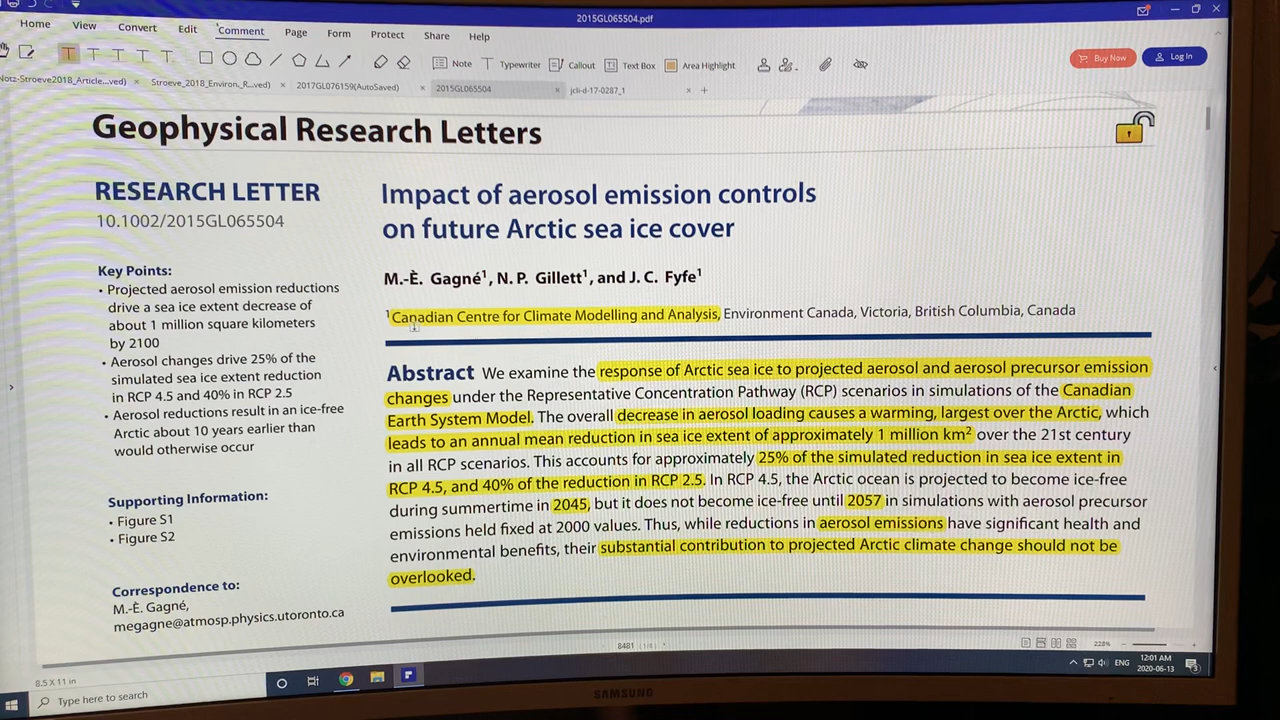 2015GL065504.pdf
Home View Convert Edit Comment Page Form Protect Share Help
Note Typewriter Callout Text Box Area Highlight Buy Now Log In
Notz-Stroeve2018_Article...ved) × Stroeve_2018_Environ._R...ved) × 2017GL076159(AutoSaved) × 2015GL065504 × jcli-d-17-0287_1 × +
Geophysical Research Letters
RESEARCH LETTER
10.1002/2015GL065504
Key Points:
• Projected aerosol emission reductions
drive a sea ice extent decrease of
about 1 million square kilometers
by 2100
• Aerosol changes drive 25% of the
simulated sea ice extent reduction
in RCP 4.5 and 40% in RCP 2.5
• Aerosol reductions result in an ice-free
Arctic about 10 years earlier than
would otherwise occur
Supporting Information:
• Figure S1
• Figure S2
Correspondence to:
M.-È. Gagné,
megagne@atmosp.physics.utoronto.ca
Impact of aerosol emission controls
on future Arctic sea ice cover
M.-È. Gagné¹, N. P. Gillett¹, and J. C. Fyfe¹
¹Canadian Centre for Climate Modelling and Analysis, Environment Canada, Victoria, British Columbia, Canada
Abstract We examine the response of Arctic sea ice to projected aerosol and aerosol precursor emission
changes under the Representative Concentration Pathway (RCP) scenarios in simulations of the Canadian
Earth System Model. The overall decrease in aerosol loading causes a warming, largest over the Arctic, which
leads to an annual mean reduction in sea ice extent of approximately 1 million km² over the 21st century
in all RCP scenarios. This accounts for approximately 25% of the simulated reduction in sea ice extent in
RCP 4.5, and 40% of the reduction in RCP 2.5. In RCP 4.5, the Arctic ocean is projected to become ice-free
during summertime in 2045, but it does not become ice-free until 2057 in simulations with aerosol precursor
emissions held fixed at 2000 values. Thus, while reductions in aerosol emissions have significant health and
environmental benefits, their substantial contribution to projected Arctic climate change should not be
overlooked.
8.5 X 11 in
8481 (1/8)
228%
Type here to search
ENG
12:01 AM
2020-06-13
3
SAMSUNG